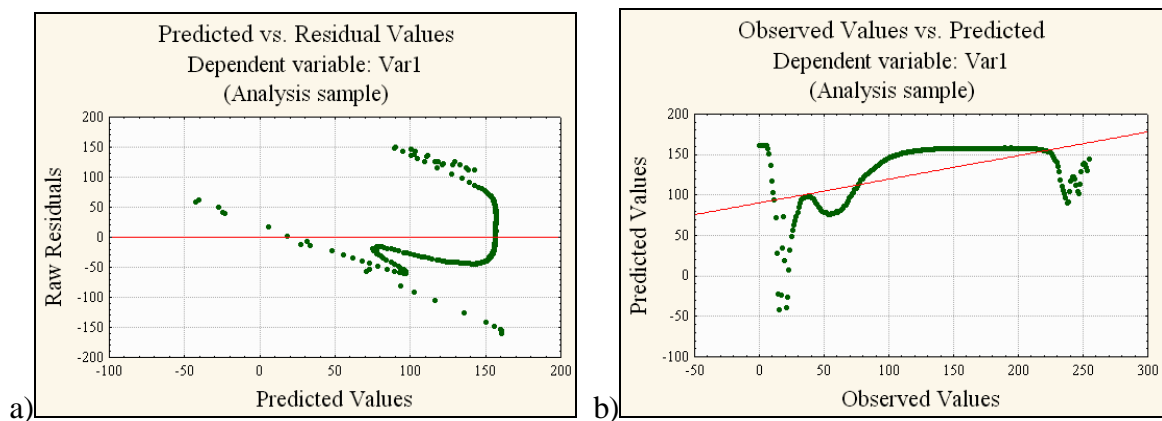 Predicted vs. Residual Values
Dependent variable: Var1
(Analysis sample)
200
150
100
50
0
-50
-100
-150
-200
Raw Residuals
-100
-50
0
50
100
150
200
Predicted Values
a)
Observed Values vs. Predicted
Dependent variable: Var1
(Analysis sample)
200
150
100
50
0
-50
-100
Predicted Values
-50
0
50
100
150
200
250
300
Observed Values
b)